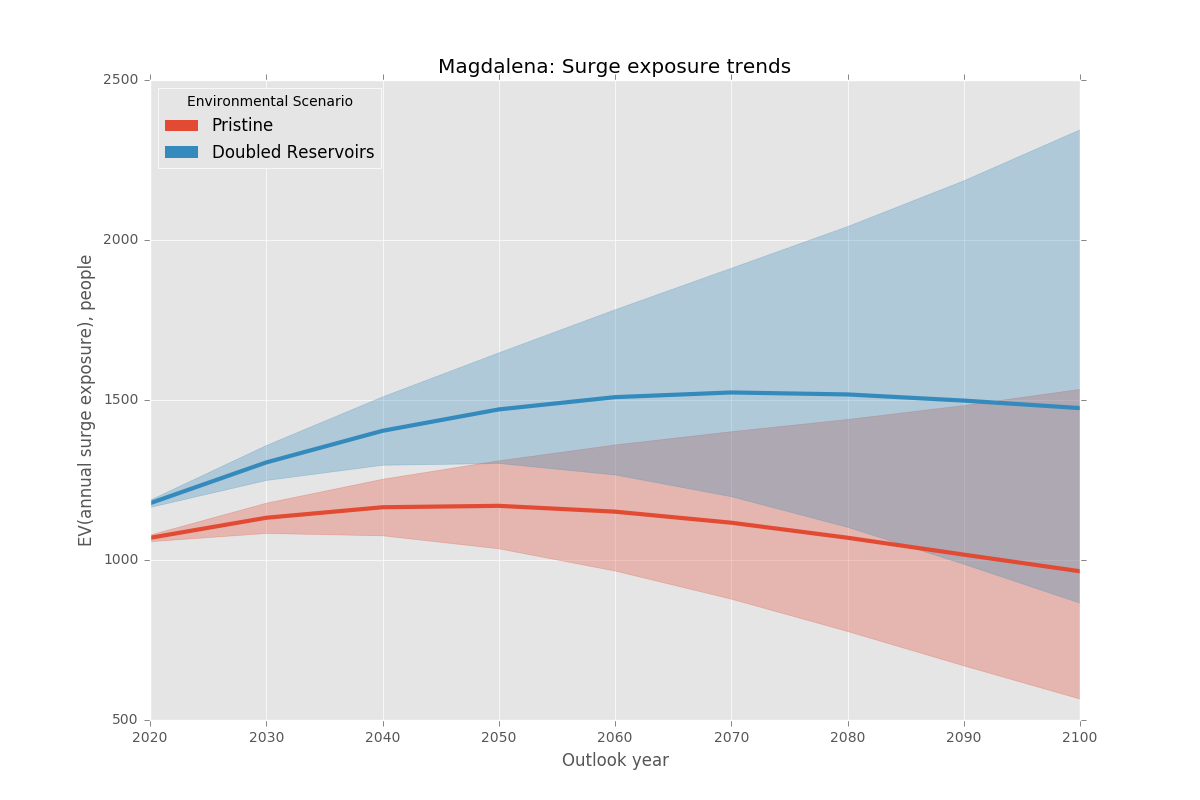 Magdalena: Surge exposure trends
Environmental Scenario
Pristine
Doubled Reservoirs
EV(annual surge exposure), people
2500
2000
1500
1000
500
2020 2030 2040 2050 2060 2070 2080 2090 2100
Outlook year